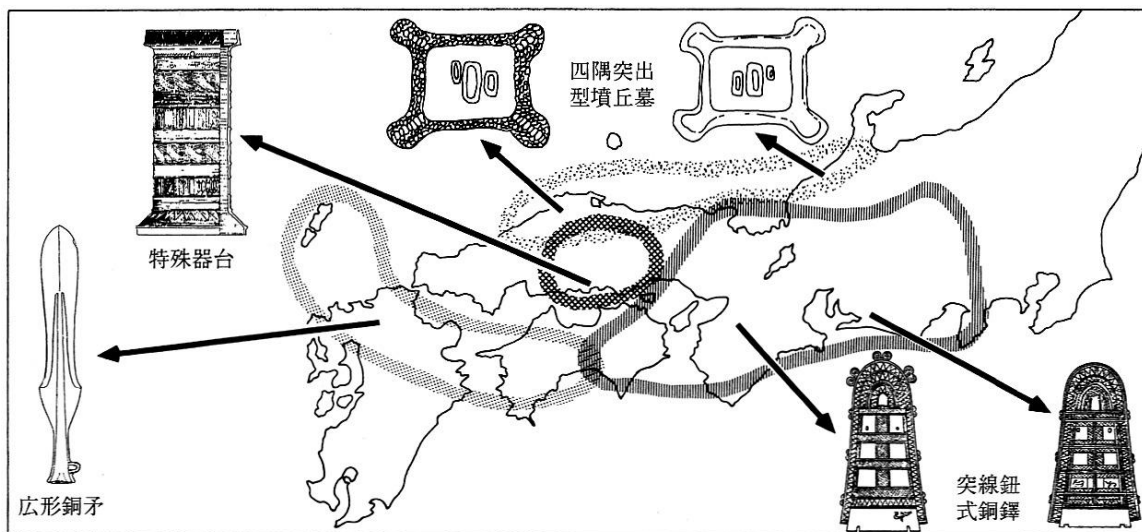 四隅突出
型墳丘墓
特殊器台
広形銅矛
突線鈕
式銅鐸